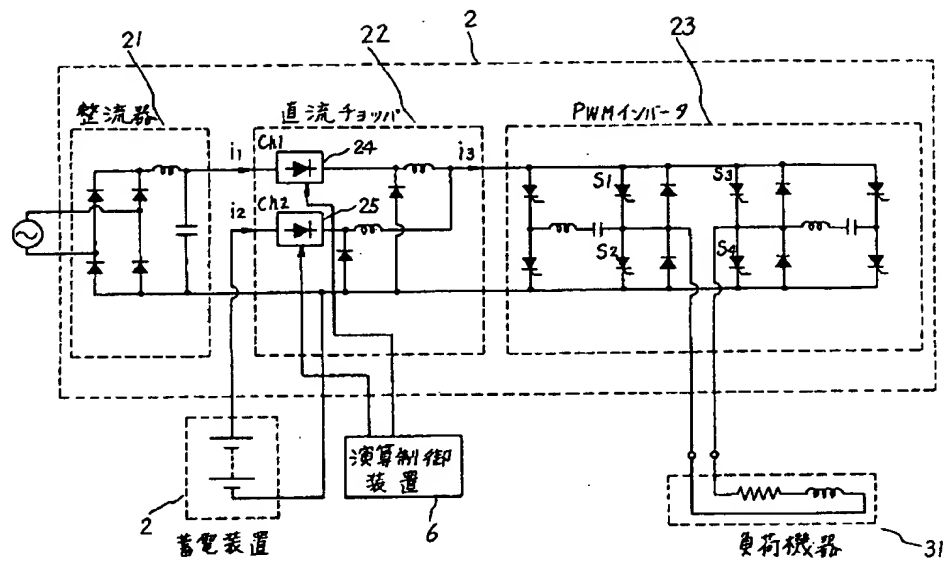 2
21
22
23
整流器
直流チョッパ
PWMインバータ
i1
Ch1
24
i3
i2
Ch2
25
S1
S3
S2
S4
演算制御
装置
2
6
蓄電装置
負荷機器
31